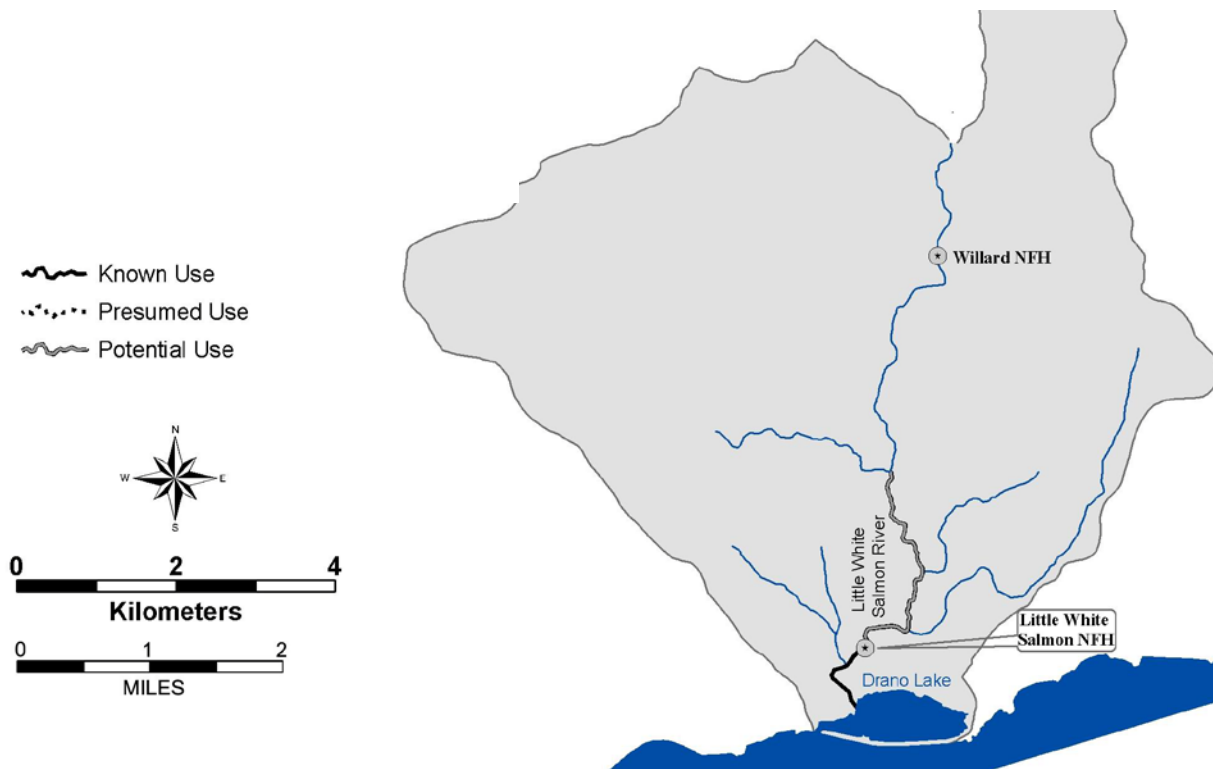 Willard NFH
Known Use
Presumed Use
Potential Use
N
W
E
S
0 2 4
Kilometers
0 1 2
MILES
Little White
Salmon River
Little White
Salmon NFH
Drano Lake